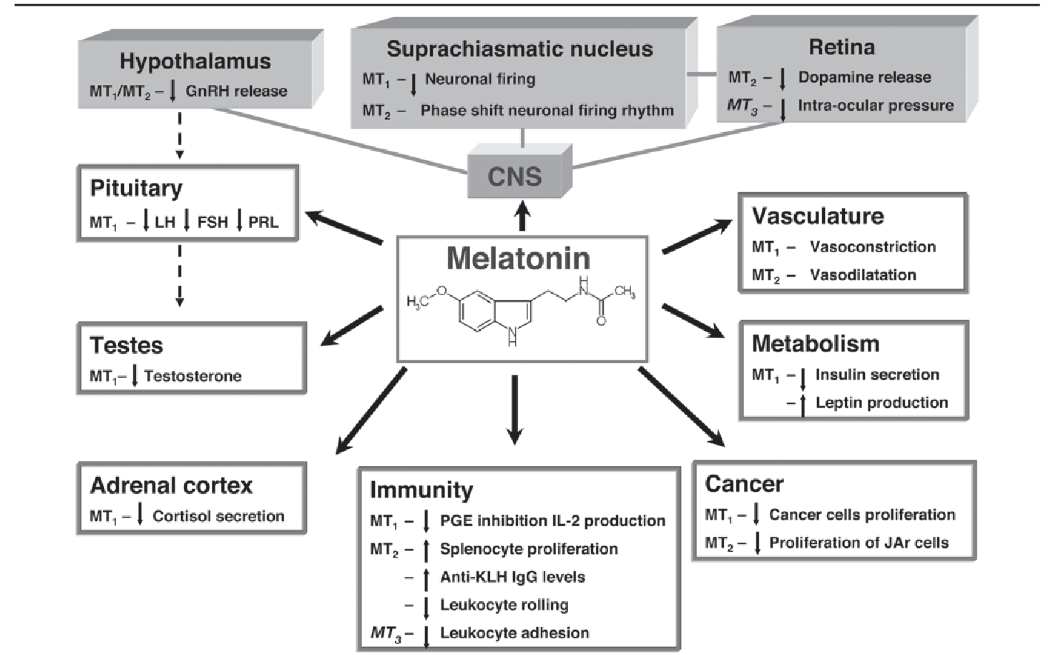 Hypothalamus
MT₁/MT₂ – ↓ GnRH release
Suprachiasmatic nucleus
MT₁ – ↓ Neuronal firing
MT₂ – Phase shift neuronal firing rhythm
Retina
MT₂ – ↓ Dopamine release
MT₃ – ↓ Intra-ocular pressure
CNS
Pituitary
MT₁ – ↓ LH ↓ FSH ↓ PRL
Melatonin
H₃C O N H CH₃ O N H
Vasculature
MT₁ – Vasoconstriction
MT₂ – Vasodilatation
Testes
MT₁– ↓ Testosterone
Metabolism
MT₁ – ↓ Insulin secretion
– ↑ Leptin production
Adrenal cortex
MT₁ – ↓ Cortisol secretion
Immunity
MT₁ – ↓ PGE inhibition IL-2 production
MT₂ – ↑ Splenocyte proliferation
– ↑ Anti-KLH IgG levels
– ↓ Leukocyte rolling
MT₃ – ↓ Leukocyte adhesion
Cancer
MT₁ – ↓ Cancer cells proliferation
MT₂ – ↓ Proliferation of JAr cells